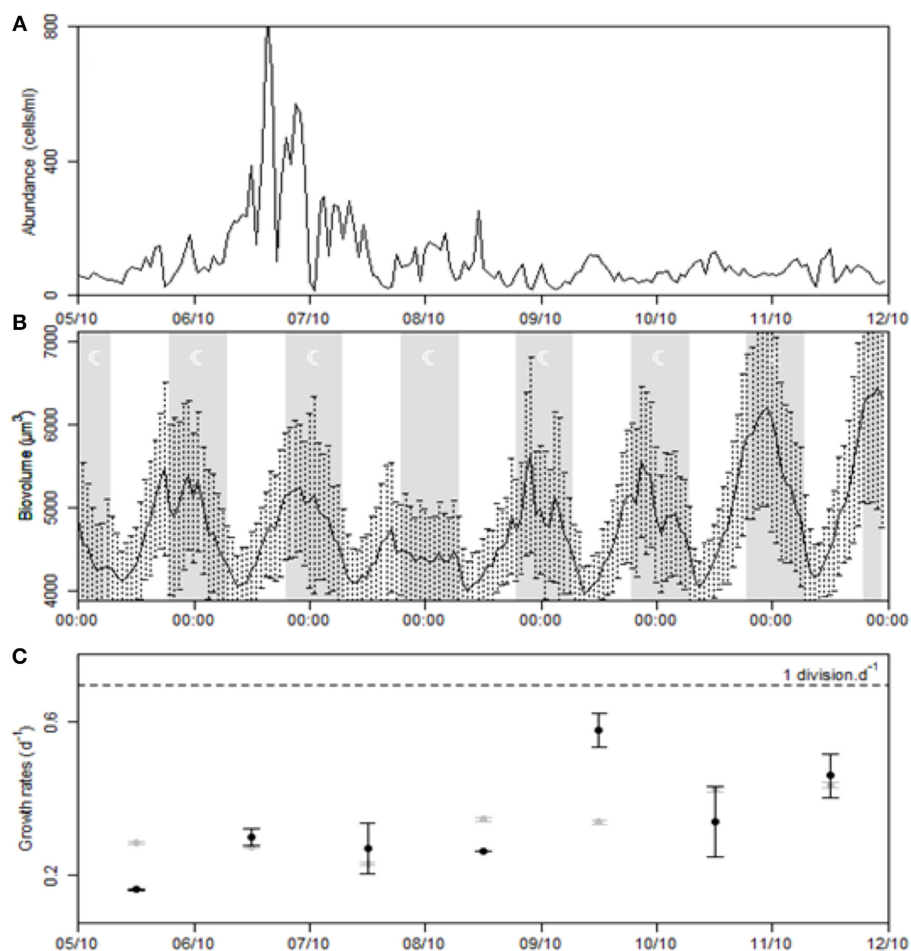 A
800
400
0
Abundance (cells/ml)
05/10 06/10 07/10 08/10 09/10 10/10 11/10 12/10
B
7000
6000
5000
4000
Biovolume (µm³)
00:00 00:00 00:00 00:00 00:00 00:00 00:00 00:00
C
1 division.d⁻¹
0.6
0.2
Growth rates (d⁻¹)
05/10 06/10 07/10 08/10 09/10 10/10 11/10 12/10